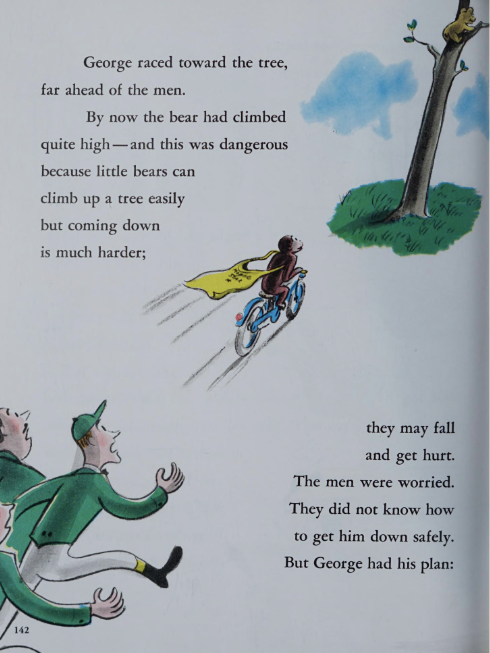 George raced toward the tree,
far ahead of the men.
By now the bear had climbed
quite high—and this was dangerous
because little bears can
climb up a tree easily
but coming down
is much harder;
they may fall
and get hurt.
The men were worried.
They did not know how
to get him down safely.
But George had his plan:
142